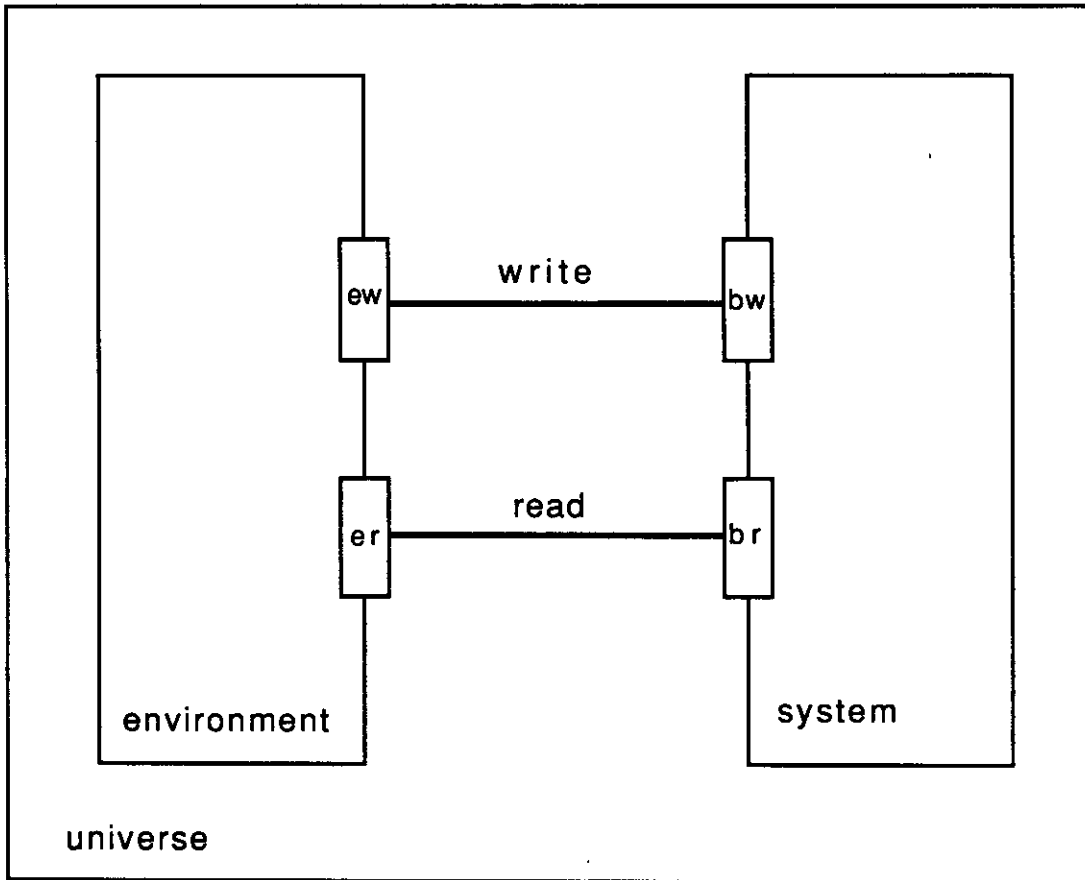 write
ew
bw
read
er
br
environment
system
universe